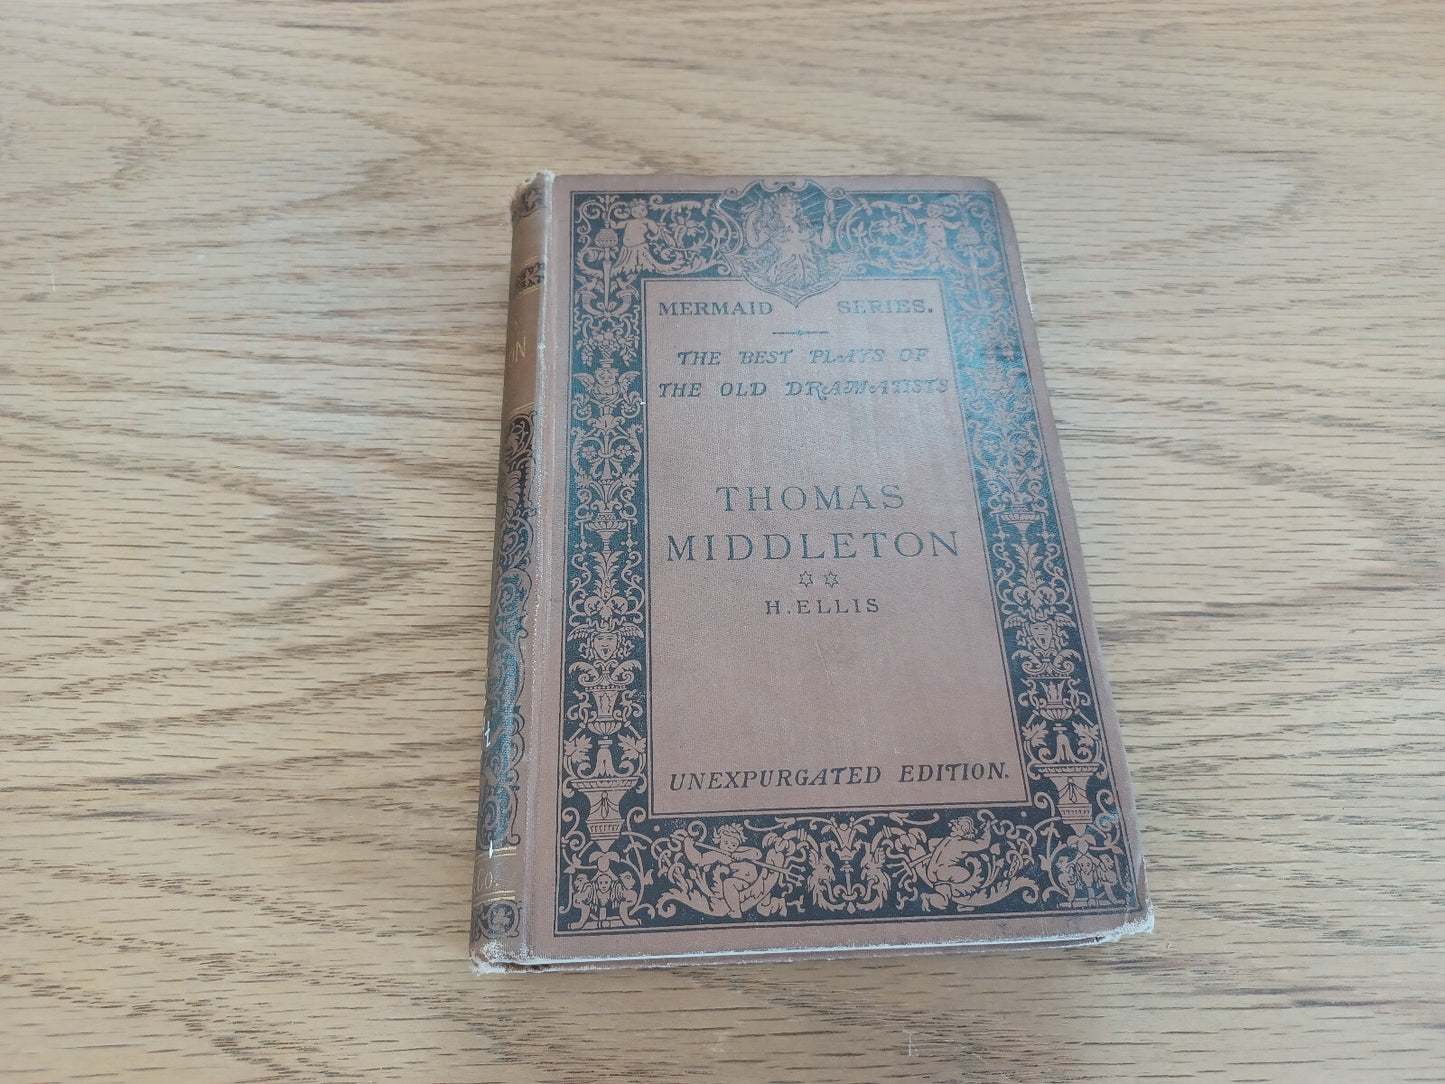 MERMAID SERIES.
THE BEST PLAYS OF
THE OLD DRAMATISTS
THOMAS
MIDDLETON
H. ELLIS
UNEXPURGATED EDITION.